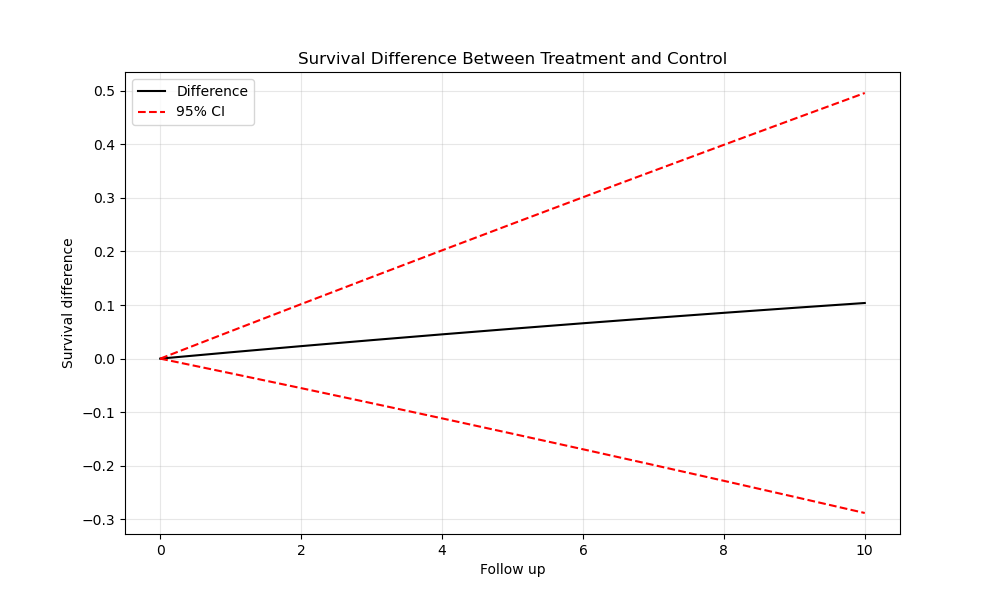 Survival Difference Between Treatment and Control
Difference
95% CI
0.5
0.4
0.3
0.2
0.1
0.0
−0.1
−0.2
−0.3
Survival difference
0 2 4 6 8 10
Follow up